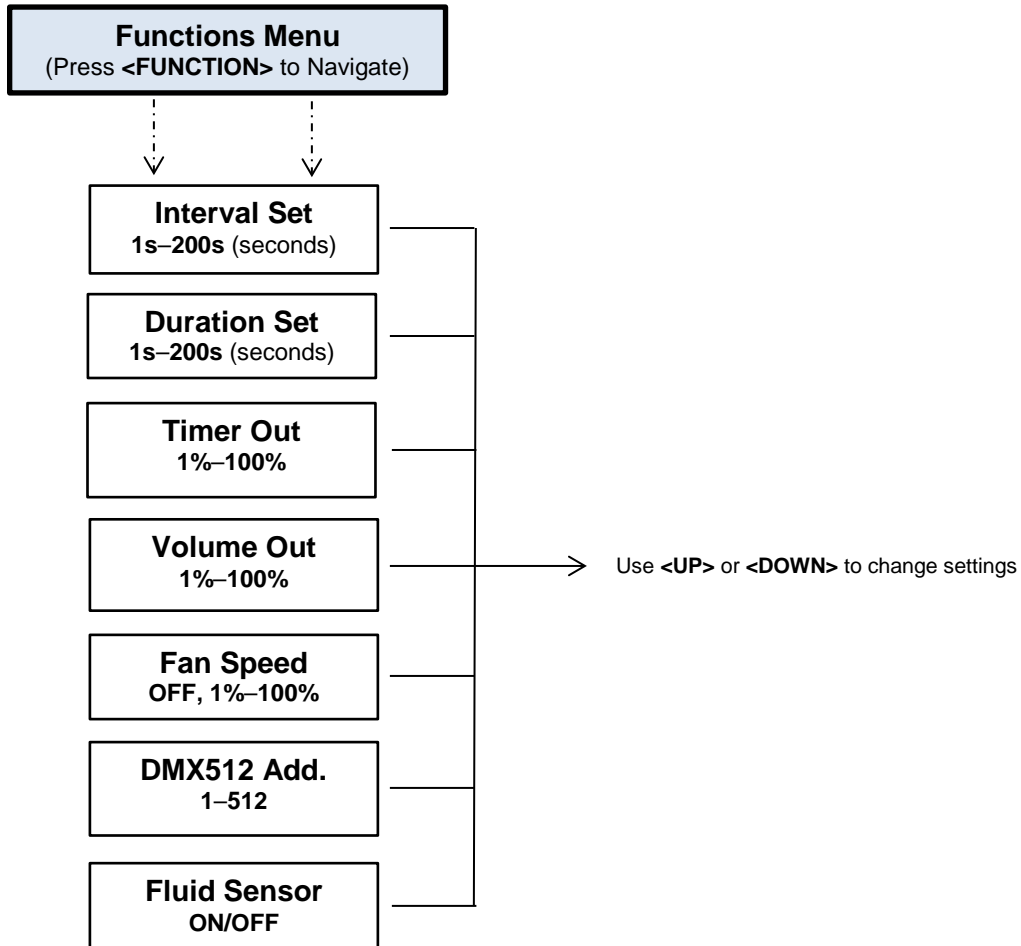 Functions Menu
(Press <FUNCTION> to Navigate)
Interval Set
1s–200s (seconds)
Duration Set
1s–200s (seconds)
Timer Out
1%–100%
Volume Out
1%–100%
Use <UP> or <DOWN> to change settings
Fan Speed
OFF, 1%–100%
DMX512 Add.
1–512
Fluid Sensor
ON/OFF